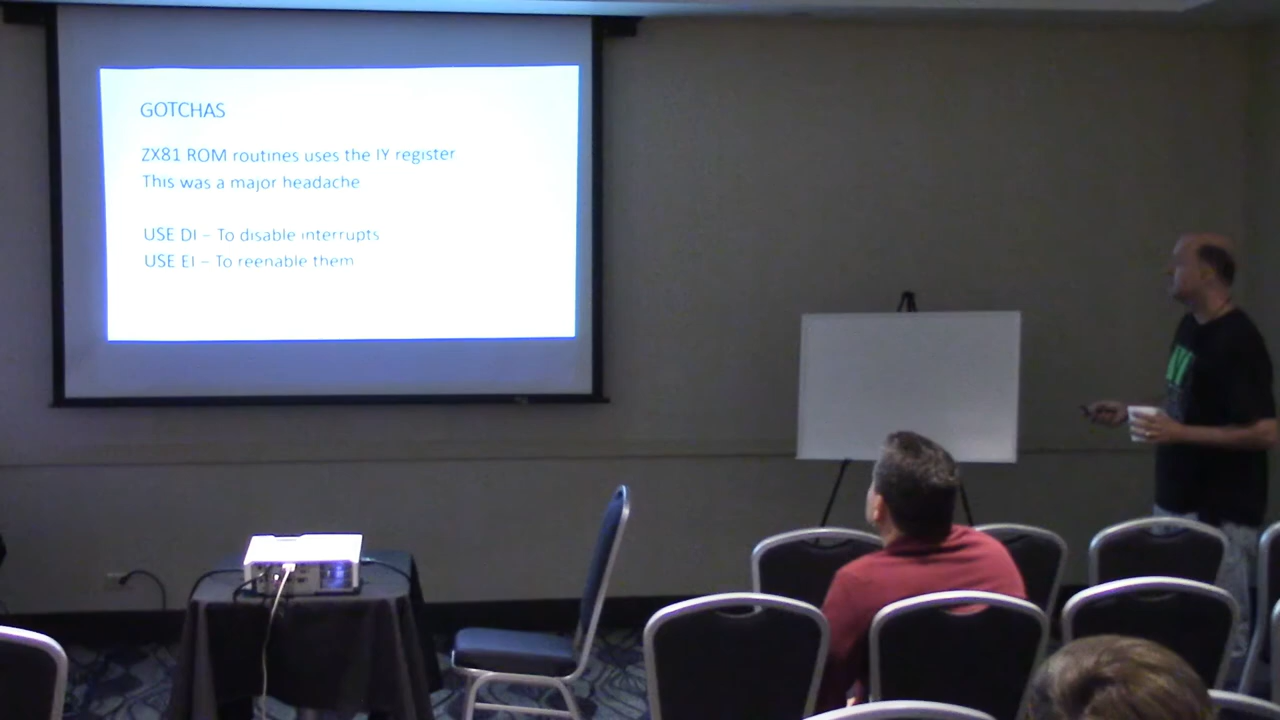 GOTCHAS
ZX81 ROM routines uses the IY register
This was a major headache
USE DI – To disable interrupts
USE EI – To reenable them